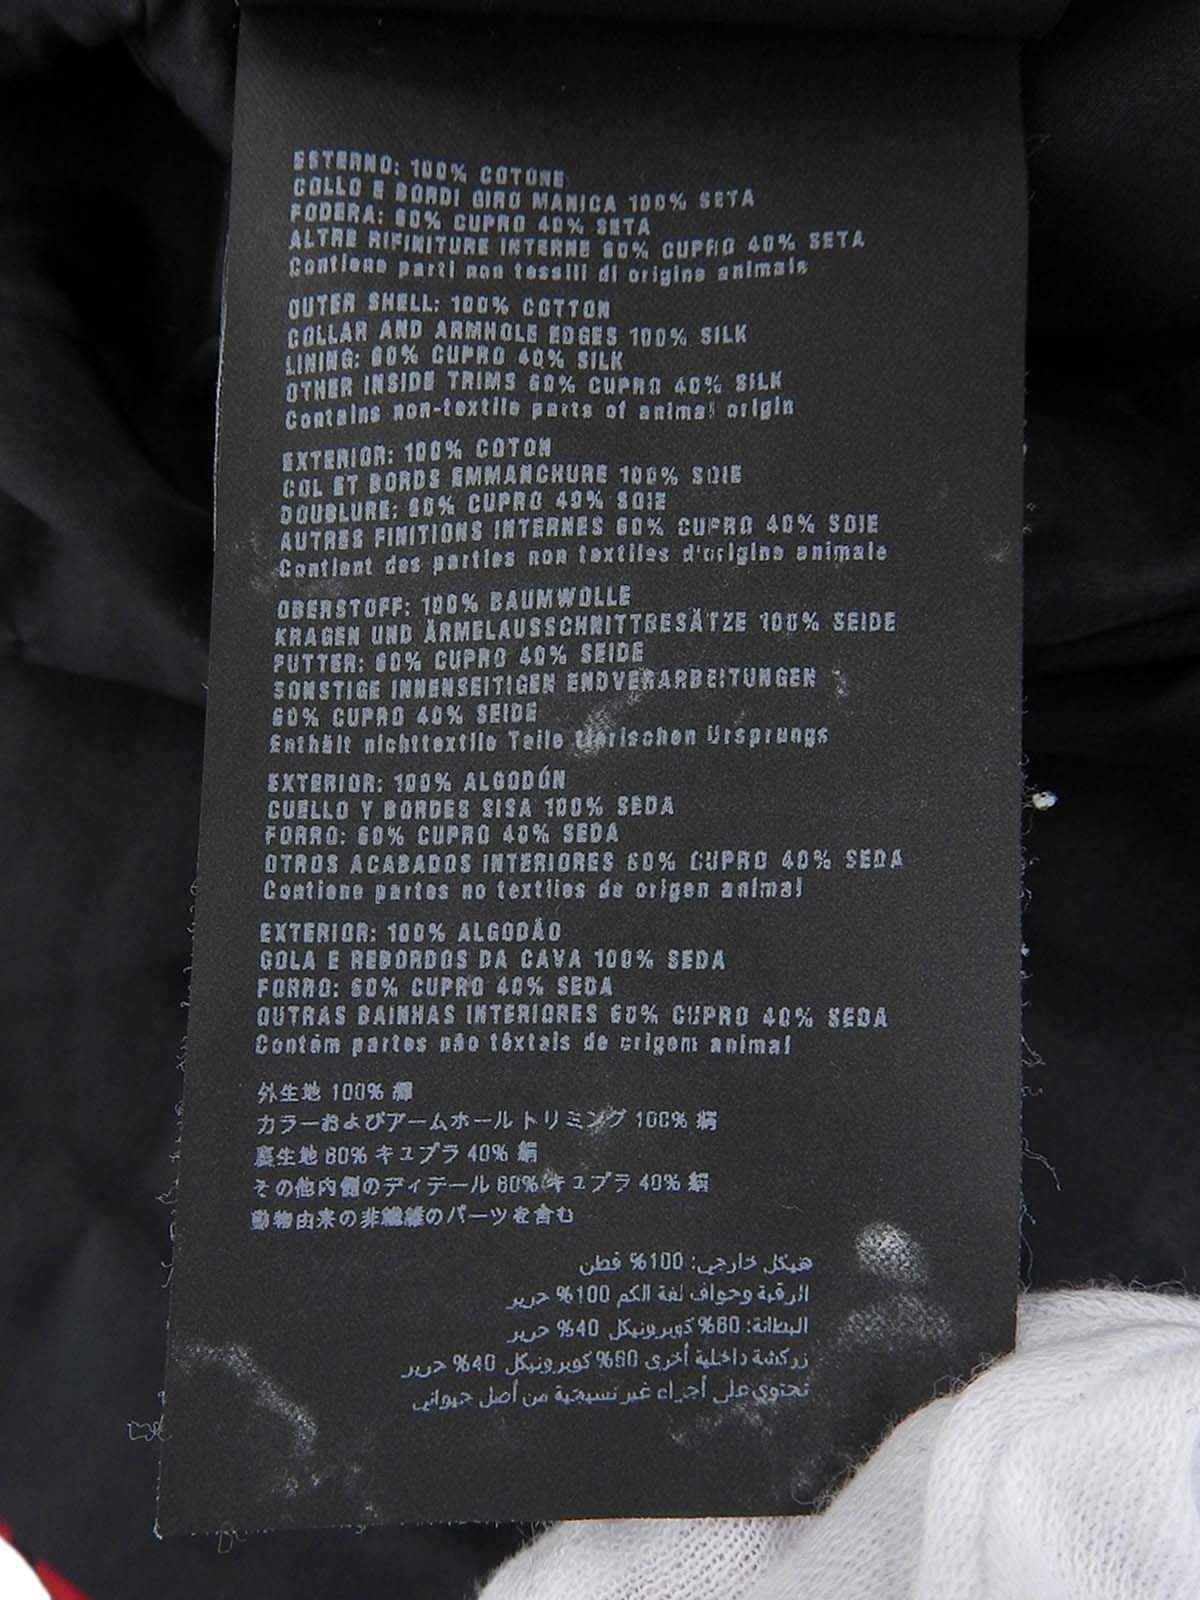 ESTERNO: 100% COTONE
COLLO E BORDI GIRO MANICA 100% SETA
FODERA: 60% CUPRO 40% SETA
ALTRE RIFINITURE INTERNE 60% CUPRO 40% SETA
Contiene parti non tessili di origine animale
OUTER SHELL: 100% COTTON
COLLAR AND ARMHOLE EDGES 100% SILK
LINING: 60% CUPRO 40% SILK
OTHER INSIDE TRIMS 60% CUPRO 40% SILK
Contains non-textile parts of animal origin
EXTERIOR: 100% COTON
COL ET BORDS EMMANCHURE 100% SOIE
DOUBLURE: 60% CUPRO 40% SOIE
AUTRES FINITIONS INTERNES 60% CUPRO 40% SOIE
Contient des parties non textiles d'origine animale
OBERSTOFF: 100% BAUMWOLLE
KRAGEN UND ÄRMELAUSSCHNITTBESÄTZE 100% SEIDE
FUTTER: 60% CUPRO 40% SEIDE
SONSTIGE INNENSEITIGEN ENDVERARBEITUNGEN
60% CUPRO 40% SEIDE
Enthält nichttextile Teile tierischen Ursprungs
EXTERIOR: 100% ALGODÓN
CUELLO Y BORDES SISA 100% SEDA
FORRO: 60% CUPRO 40% SEDA
OTROS ACABADOS INTERIORES 60% CUPRO 40% SEDA
Contiene partes no textiles de origen animal
EXTERIOR: 100% ALGODÃO
GOLA E REBORDOS DA CAVA 100% SEDA
FORRO: 60% CUPRO 40% SEDA
OUTRAS BAINHAS INTERIORES 60% CUPRO 40% SEDA
Contém partes não têxtais de origem animal
外生地 100% 綿
カラーおよびアームホールトリミング 100% 絹
裏生地 60% キュプラ 40% 絹
その他内側のディテール 60% キュプラ 40% 絹
動物由来の非繊維のパーツを含む
هيكل خارجي: 100% قطن
الرقبة وحواف لفة الكم 100% حرير
البطانة: 60% كوبرونيكل 40% حرير
زركشة داخلية أخرى 60% كوبرونيكل 40% حرير
تحتوي على أجزاء غير نسيجية من أصل حيواني